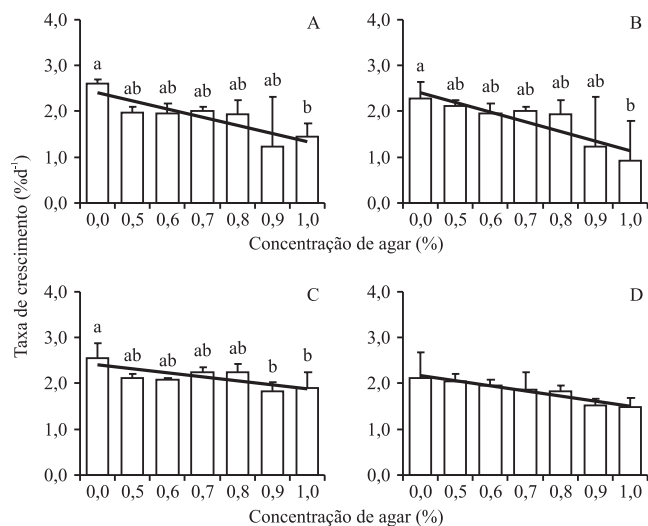 4,0 A
3,0
2,0
1,0
0,0
a ab ab ab ab ab b
0,0 0,5 0,6 0,7 0,8 0,9 1,0
Concentração de agar (%)
4,0 B
3,0
2,0
1,0
0,0
a ab ab ab ab ab b
0,0 0,5 0,6 0,7 0,8 0,9 1,0
Concentração de agar (%)
Taxa de crescimento (%d⁻¹)
4,0 C
3,0
2,0
1,0
0,0
a ab ab ab ab b b
0,0 0,5 0,6 0,7 0,8 0,9 1,0
Concentração de agar (%)
4,0 D
3,0
2,0
1,0
0,0
0,0 0,5 0,6 0,7 0,8 0,9 1,0
Concentração de agar (%)